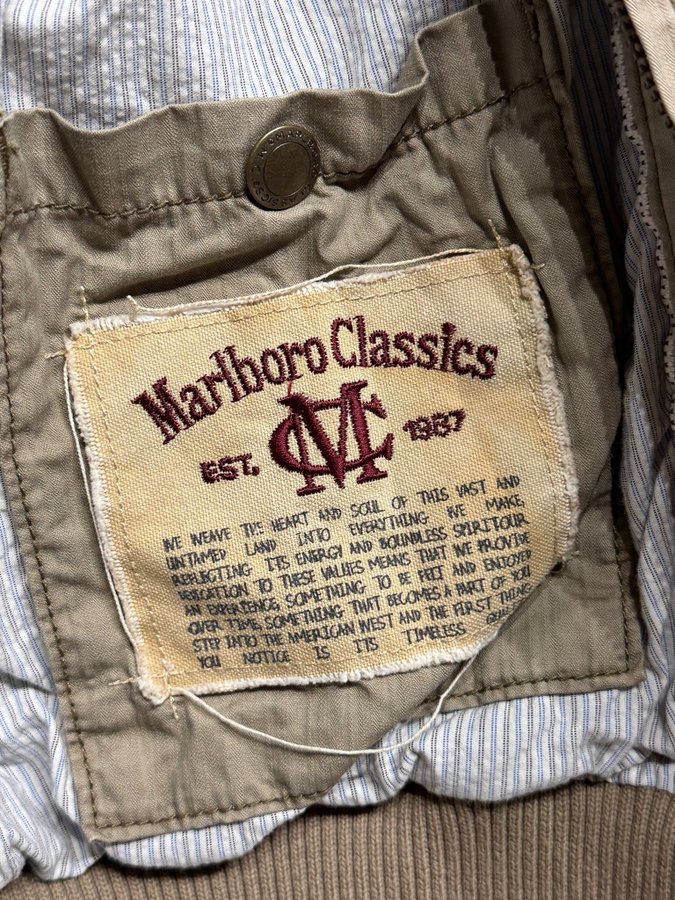 Marlboro Classics
EST. MC 1987
WE WEAVE THE HEART AND SOUL OF THIS VAST AND
UNTAMED LAND INTO EVERYTHING WE MAKE,
REFLECTING ITS ENERGY AND BOUNDLESS SPIRIT.OUR
DEDICATION TO THESE VALUES MEANS THAT WE PROVIDE
AN EXPERIENCE, SOMETHING TO BE FELT AND ENJOYED
OVER TIME, SOMETHING THAT BECOMES A PART OF YOU
STEP INTO THE AMERICAN WEST AND THE FIRST THING
YOU NOTICE IS ITS TIMELESS